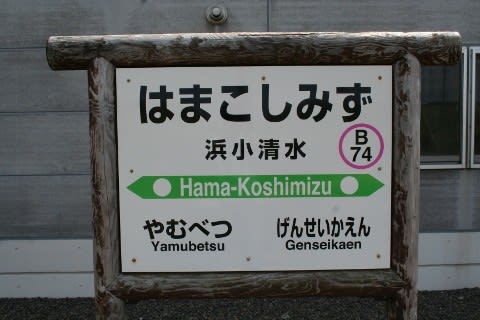 はまこしみず
浜小清水
B
74
Hama-Koshimizu
やむべつ
Yamubetsu
げんせいかえん
Genseikaen